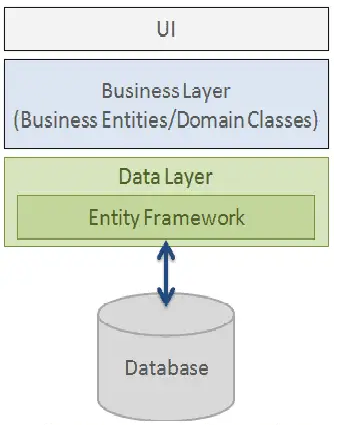 UI
Business Layer
(Business Entities/Domain Classes)
Data Layer
Entity Framework
Database